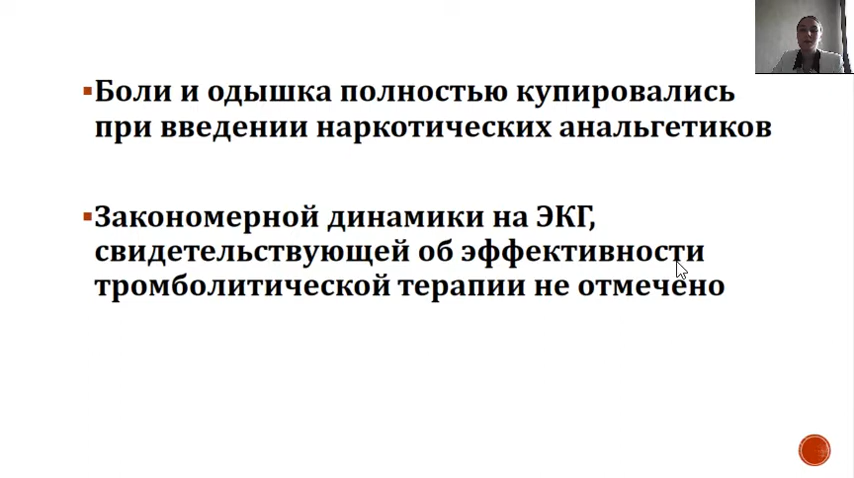 Боли и одышка полностью купировались
при введении наркотических анальгетиков
Закономерной динамики на ЭКГ,
свидетельствующей об эффективности
тромболитической терапии не отмечено